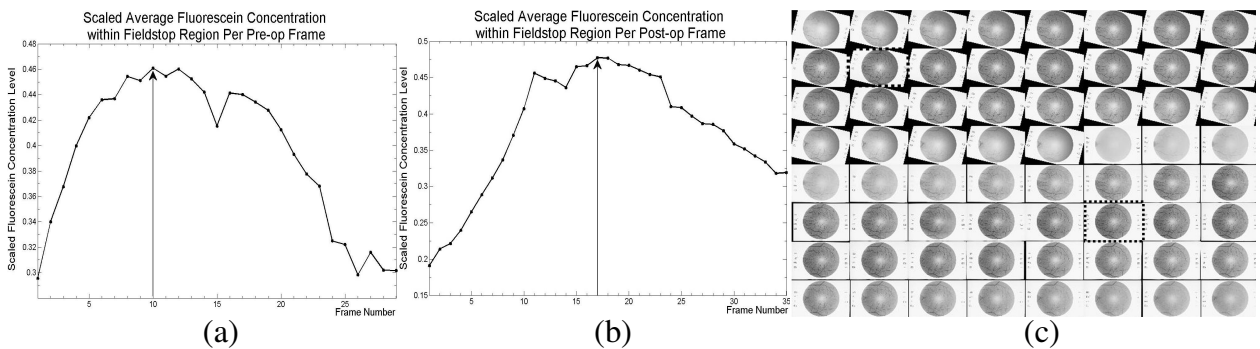 Scaled Average Fluorescein Concentration
within Fieldstop Region Per Pre-op Frame
Scaled Fluorescein Concentration Level
0.48
0.46
0.44
0.42
0.4
0.38
0.36
0.34
0.32
0.3
5
10
15
20
25
Frame Number
(a)
Scaled Average Fluorescein Concentration
within Fieldstop Region Per Post-op Frame
Scaled Fluorescein Concentration Level
0.5
0.45
0.4
0.35
0.3
0.25
0.2
0.15
5
10
15
20
25
30
35
Frame Number
(b)
(c)